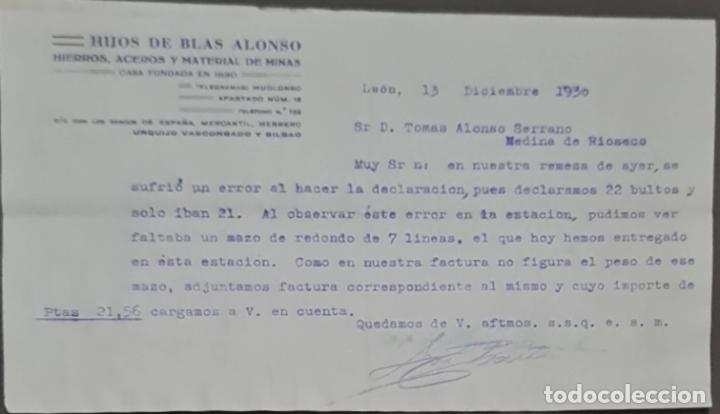 HIJOS DE BLAS ALONSO
HIERROS, ACEROS Y MATERIAL DE MINAS
CASA FUNDADA EN 1890
TELEGRAMAS: HIJOLONSO
APARTADO NÚM. 18
TELÉFONO N.º
C/C CON LOS BANCOS DE ESPAÑA, MERCANTIL, HERRERO
URQUIJO VASCONGADO Y BILBAO
León, 13 Diciembre 1930
Sr D. Tomas Alonso Serrano
Medina de Rioseco
Muy Sr n: en nuestra remesa de ayer, se
sufrió un error al hacer la declaracion, pues declaramos 22 bultos y
solo iban 21. Al observar éste error en la estacion, pudimos ver
faltaba un mazo de redondo de 7 lineas, el que hoy hemos entregado
en ésta estación. Como en nuestra factura no figura el peso de ese
mazo, adjuntamos factura correspondiente al mismo y cuyo importe de
Ptas 21,56 cargamos a V. en cuenta.
Quedamos de V. aftmos. s.s.q. e. s. m.
todocoleccion